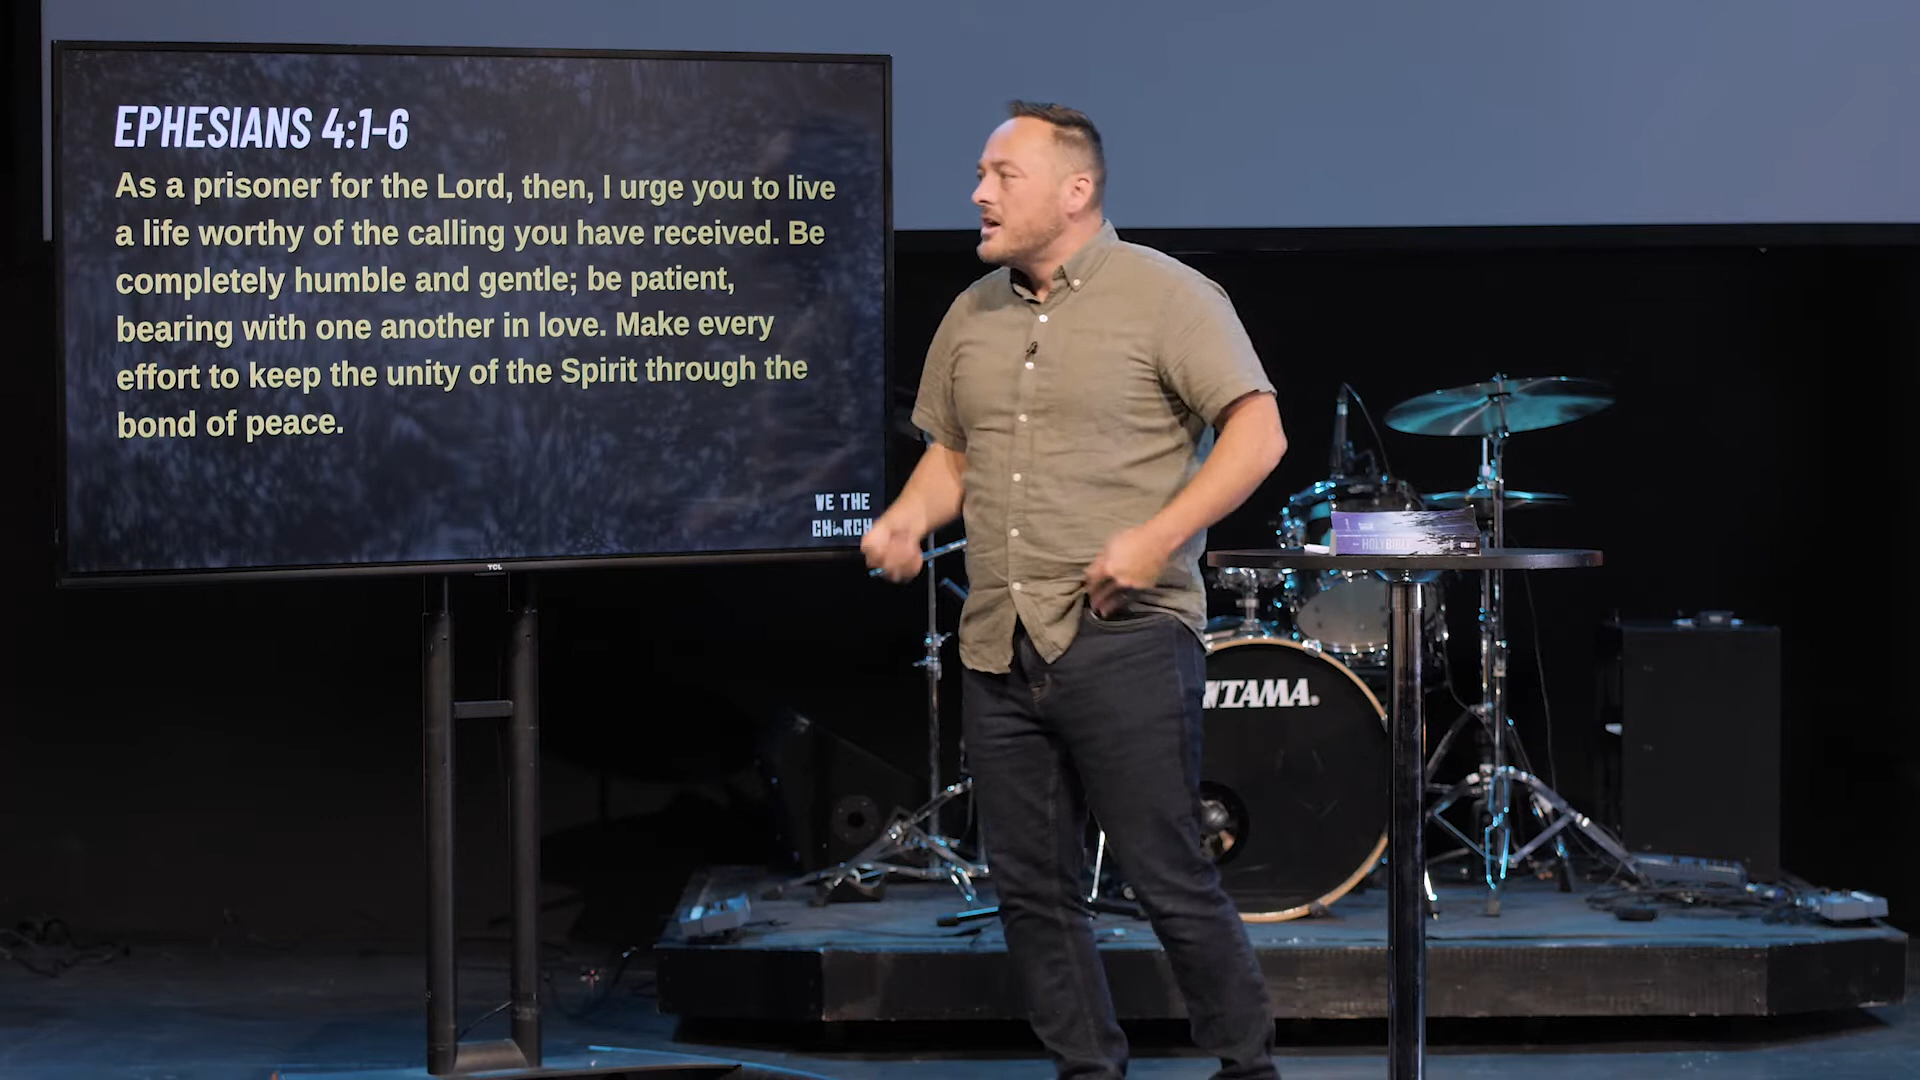 EPHESIANS 4:1-6
As a prisoner for the Lord, then, I urge you to live
a life worthy of the calling you have received. Be
completely humble and gentle; be patient,
bearing with one another in love. Make every
effort to keep the unity of the Spirit through the
bond of peace.
WE THE
CHURCH
TCL
HOLY BIBLE
TAMA